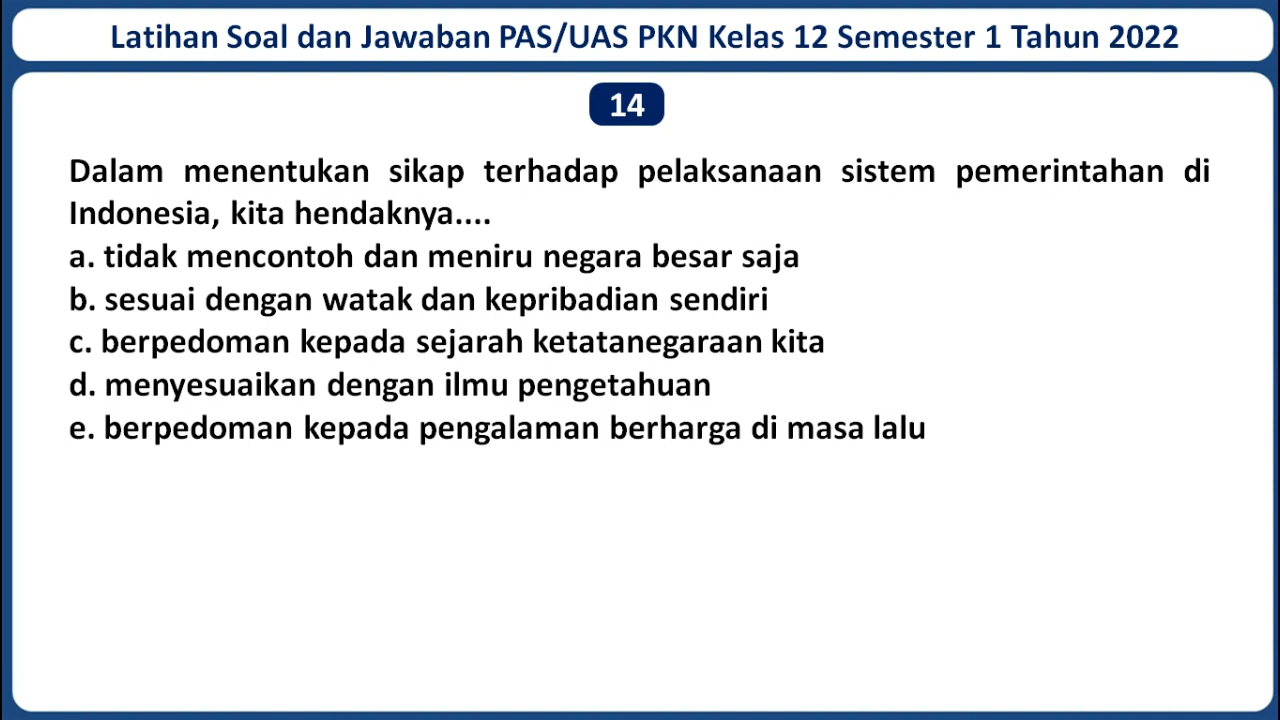 Latihan Soal dan Jawaban PAS/UAS PKN Kelas 12 Semester 1 Tahun 2022
14
Dalam menentukan sikap terhadap pelaksanaan sistem pemerintahan di
Indonesia, kita hendaknya....
a. tidak mencontoh dan meniru negara besar saja
b. sesuai dengan watak dan kepribadian sendiri
c. berpedoman kepada sejarah ketatanegaraan kita
d. menyesuaikan dengan ilmu pengetahuan
e. berpedoman kepada pengalaman berharga di masa lalu